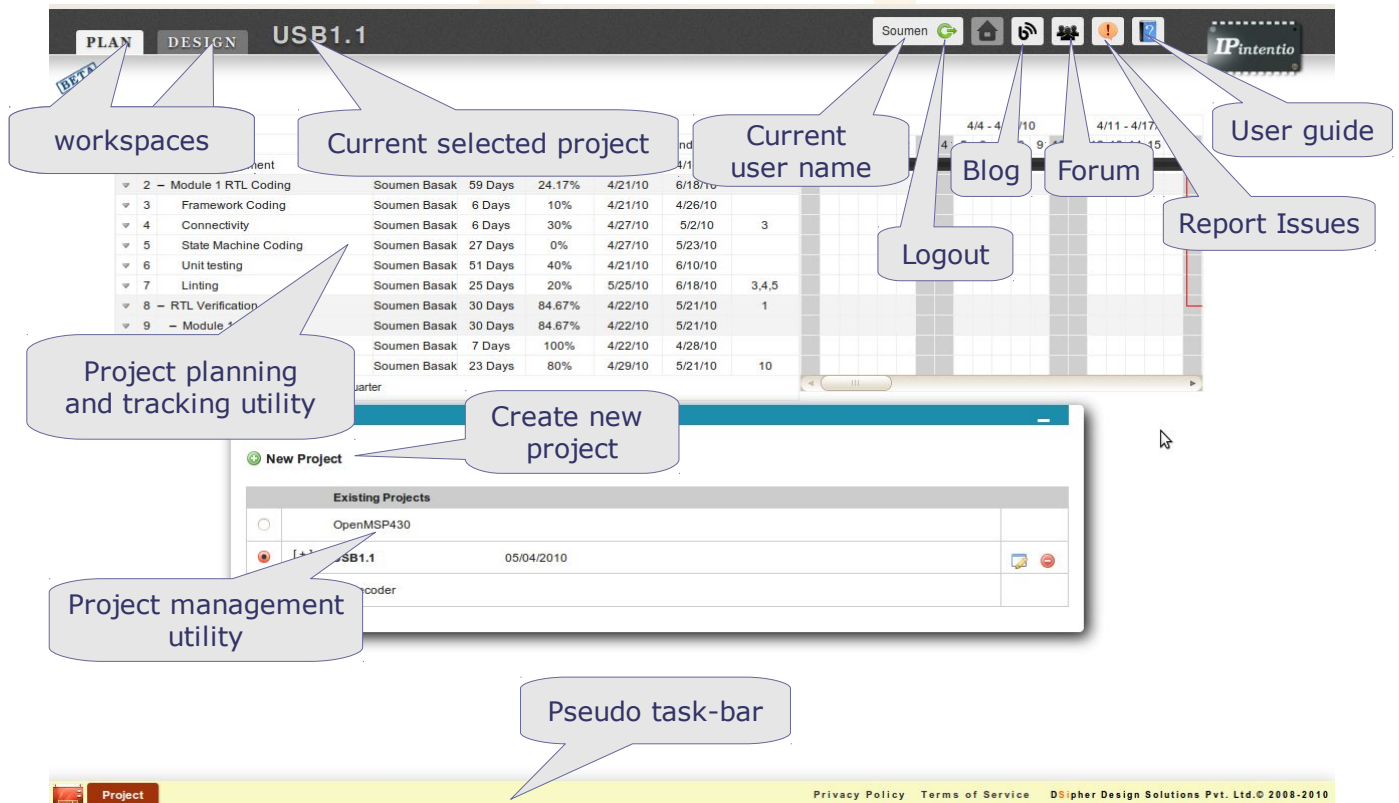 PLAN DESIGN USB1.1 Soumen IPintentio
BETA
workspaces
Current selected project
Current
user name
Blog
Forum
User guide
Report Issues
Logout
4/4 - 4/10
4/11 - 4/17
2 – Module 1 RTL Coding Soumen Basak 59 Days 24.17% 4/21/10 6/18/10
3 Framework Coding Soumen Basak 6 Days 10% 4/21/10 4/26/10
4 Connectivity Soumen Basak 6 Days 30% 4/27/10 5/2/10 3
5 State Machine Coding Soumen Basak 27 Days 0% 4/27/10 5/23/10
6 Unit testing Soumen Basak 51 Days 40% 4/21/10 6/10/10
7 Linting Soumen Basak 25 Days 20% 5/25/10 6/18/10 3,4,5
8 – RTL Verification Soumen Basak 30 Days 84.67% 4/22/10 5/21/10 1
9 – Module 1 Soumen Basak 30 Days 84.67% 4/22/10 5/21/10
Soumen Basak 7 Days 100% 4/22/10 4/28/10
Soumen Basak 23 Days 80% 4/29/10 5/21/10 10
Project planning
and tracking utility
Create new
project
New Project
Existing Projects
OpenMSP430
[+] USB1.1 05/04/2010
Project management
utility
Pseudo task-bar
Project
Privacy Policy Terms of Service DSipher Design Solutions Pvt. Ltd.© 2008-2010